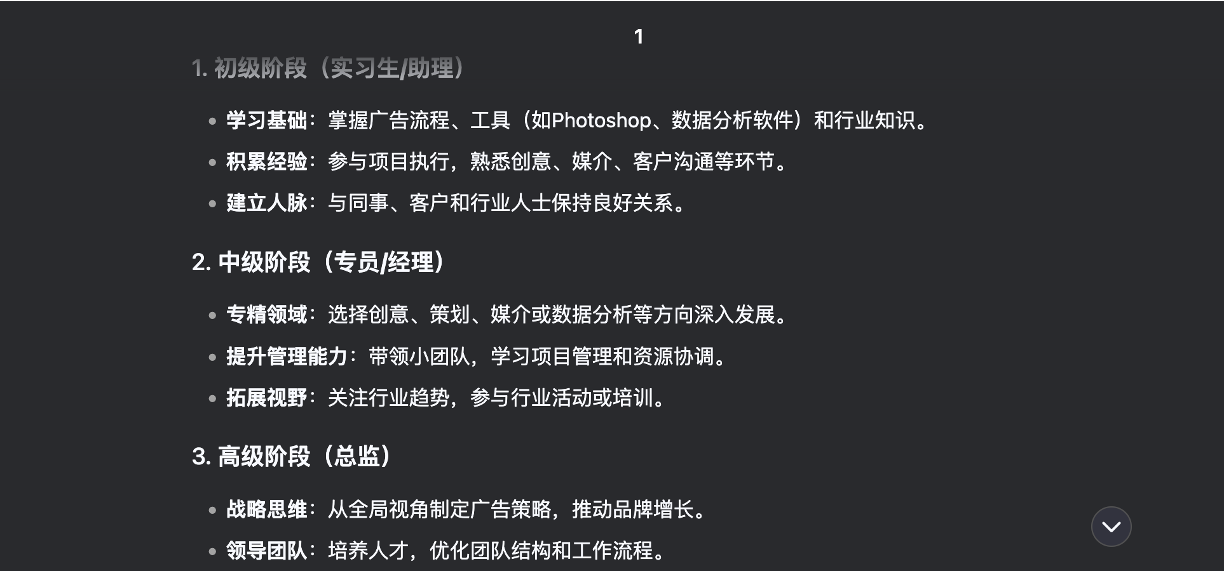 1
1. 初级阶段（实习生/助理）
学习基础：掌握广告流程、工具（如Photoshop、数据分析软件）和行业知识。
积累经验：参与项目执行，熟悉创意、媒介、客户沟通等环节。
建立人脉：与同事、客户和行业人士保持良好关系。
2. 中级阶段（专员/经理）
专精领域：选择创意、策划、媒介或数据分析等方向深入发展。
提升管理能力：带领小团队，学习项目管理和资源协调。
拓展视野：关注行业趋势，参与行业活动或培训。
3. 高级阶段（总监）
战略思维：从全局视角制定广告策略，推动品牌增长。
领导团队：培养人才，优化团队结构和工作流程。